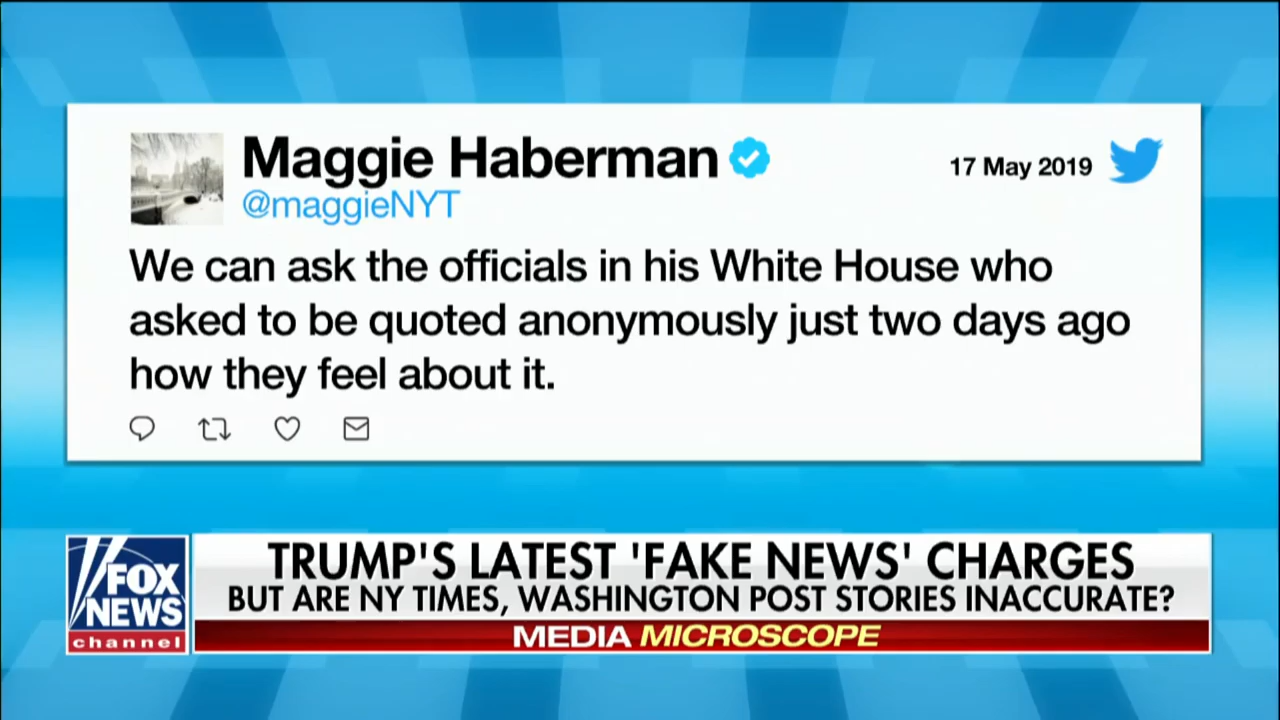 Maggie Haberman
@maggieNYT
17 May 2019
We can ask the officials in his White House who
asked to be quoted anonymously just two days ago
how they feel about it.
FOX
NEWS
channel
TRUMP'S LATEST 'FAKE NEWS' CHARGES
BUT ARE NY TIMES, WASHINGTON POST STORIES INACCURATE?
MEDIA MICROSCOPE